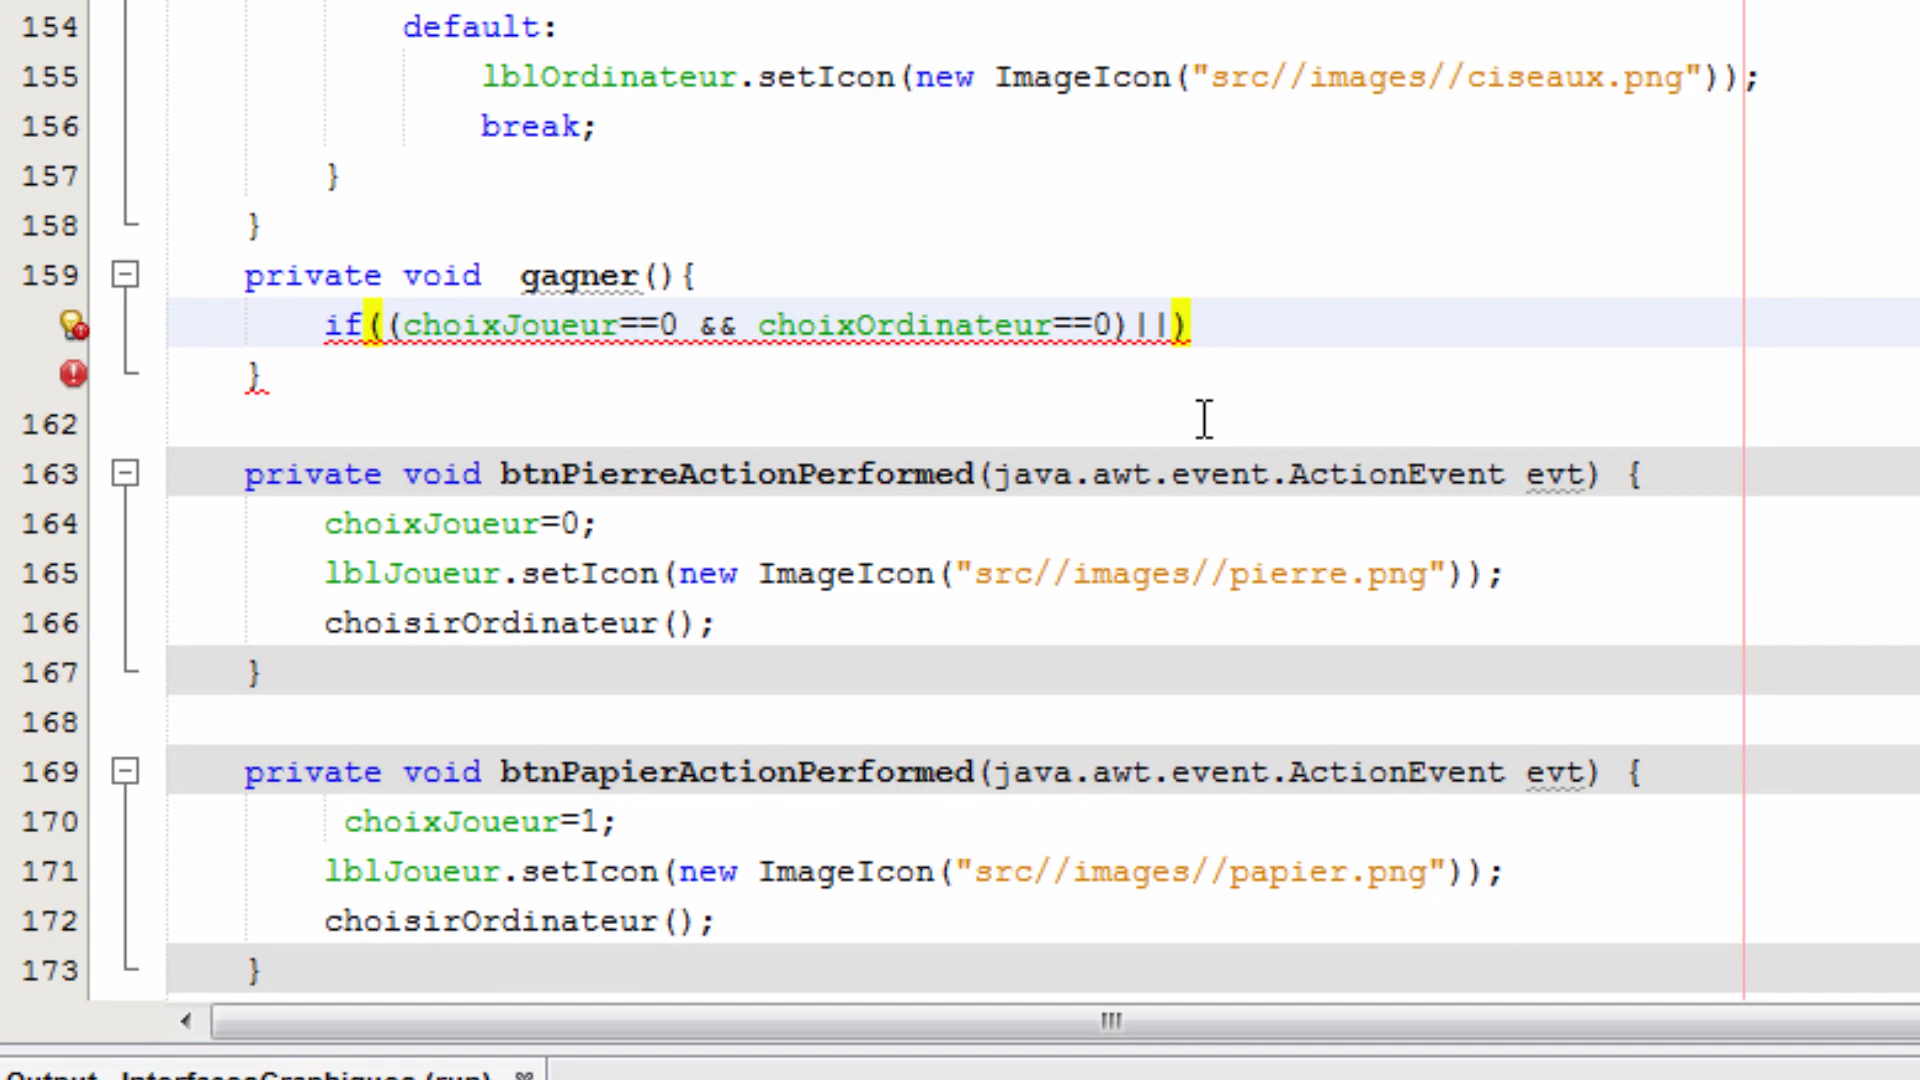 154 default:
155 lblOrdinateur.setIcon(new ImageIcon("src//images//ciseaux.png"));
156 break;
157 }
158 }
159 private void  gagner(){
if((choixJoueur==0 && choixOrdinateur==0)||)
}
162
163 private void btnPierreActionPerformed(java.awt.event.ActionEvent evt) {
164 choixJoueur=0;
165 lblJoueur.setIcon(new ImageIcon("src//images//pierre.png"));
166 choisirOrdinateur();
167 }
168
169 private void btnPapierActionPerformed(java.awt.event.ActionEvent evt) {
170 choixJoueur=1;
171 lblJoueur.setIcon(new ImageIcon("src//images//papier.png"));
172 choisirOrdinateur();
173 }
Output - InterfacesGraphiques (run)